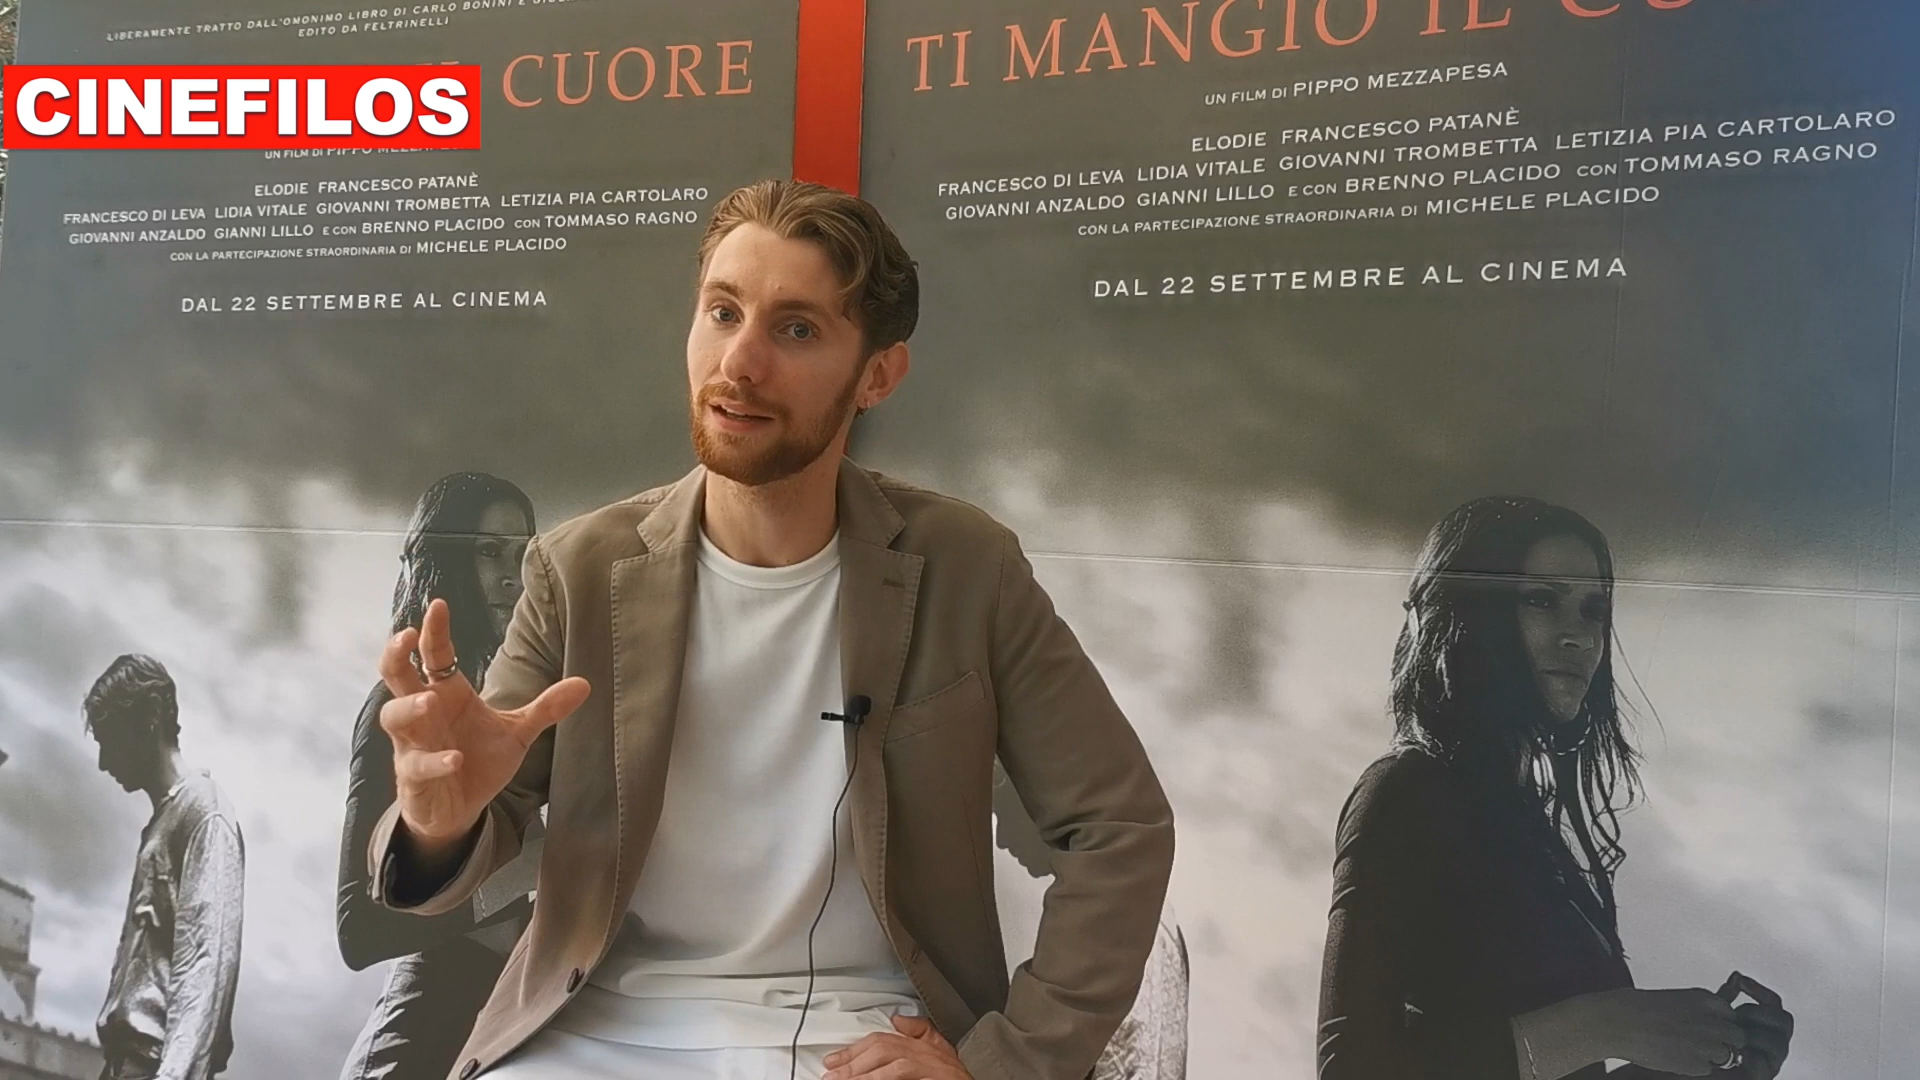 LIBERAMENTE TRATTO DALL'OMONIMO LIBRO DI CARLO BONINI E
EDITO DA FELTRINELLI
CUORE
CINEFILOS
UN FILM DI PIPPO
ELODIE FRANCESCO PATANÈ
FRANCESCO DI LEVA LIDIA VITALE GIOVANNI TROMBETTA LETIZIA PIA CARTOLARO
GIOVANNI ANZALDO GIANNI LILLO E CON BRENNO PLACIDO CON TOMMASO RAGNO
CON LA PARTECIPAZIONE STRAORDINARIA DI MICHELE PLACIDO
DAL 22 SETTEMBRE AL CINEMA
TI MANGIO IL
UN FILM DI PIPPO MEZZAPESA
ELODIE FRANCESCO PATANÈ
FRANCESCO DI LEVA LIDIA VITALE GIOVANNI TROMBETTA LETIZIA PIA CARTOLARO
GIOVANNI ANZALDO GIANNI LILLO E CON BRENNO PLACIDO CON TOMMASO RAGNO
CON LA PARTECIPAZIONE STRAORDINARIA DI MICHELE PLACIDO
DAL 22 SETTEMBRE AL CINEMA